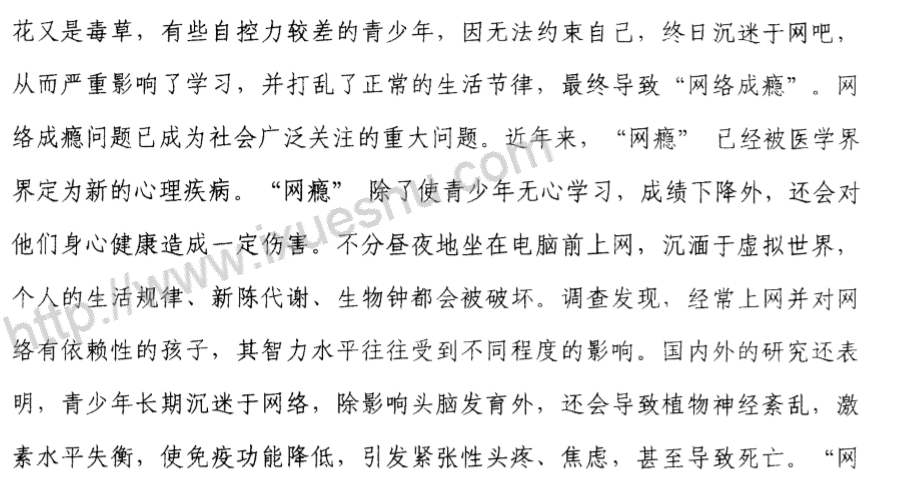 花又是毒草，有些自控力较差的青少年，因无法约束自己，终日沉迷于网吧，
从而严重影响了学习，并打乱了正常的生活节律，最终导致“网络成瘾”。网
络成瘾问题已成为社会广泛关注的重大问题。近年来，“网瘾” 已经被医学界
界定为新的心理疾病。“网瘾” 除了使青少年无心学习，成绩下降外，还会对
他们身心健康造成一定伤害。不分昼夜地坐在电脑前上网，沉湎于虚拟世界，
个人的生活规律、新陈代谢、生物钟都会被破坏。调查发现，经常上网并对网
络有依赖性的孩子，其智力水平往往受到不同程度的影响。国内外的研究还表
明，青少年长期沉迷于网络，除影响头脑发育外，还会导致植物神经紊乱，激
素水平失衡，使免疫功能降低，引发紧张性头疼、焦虑，甚至导致死亡。“网
http://www.ixueshu.com